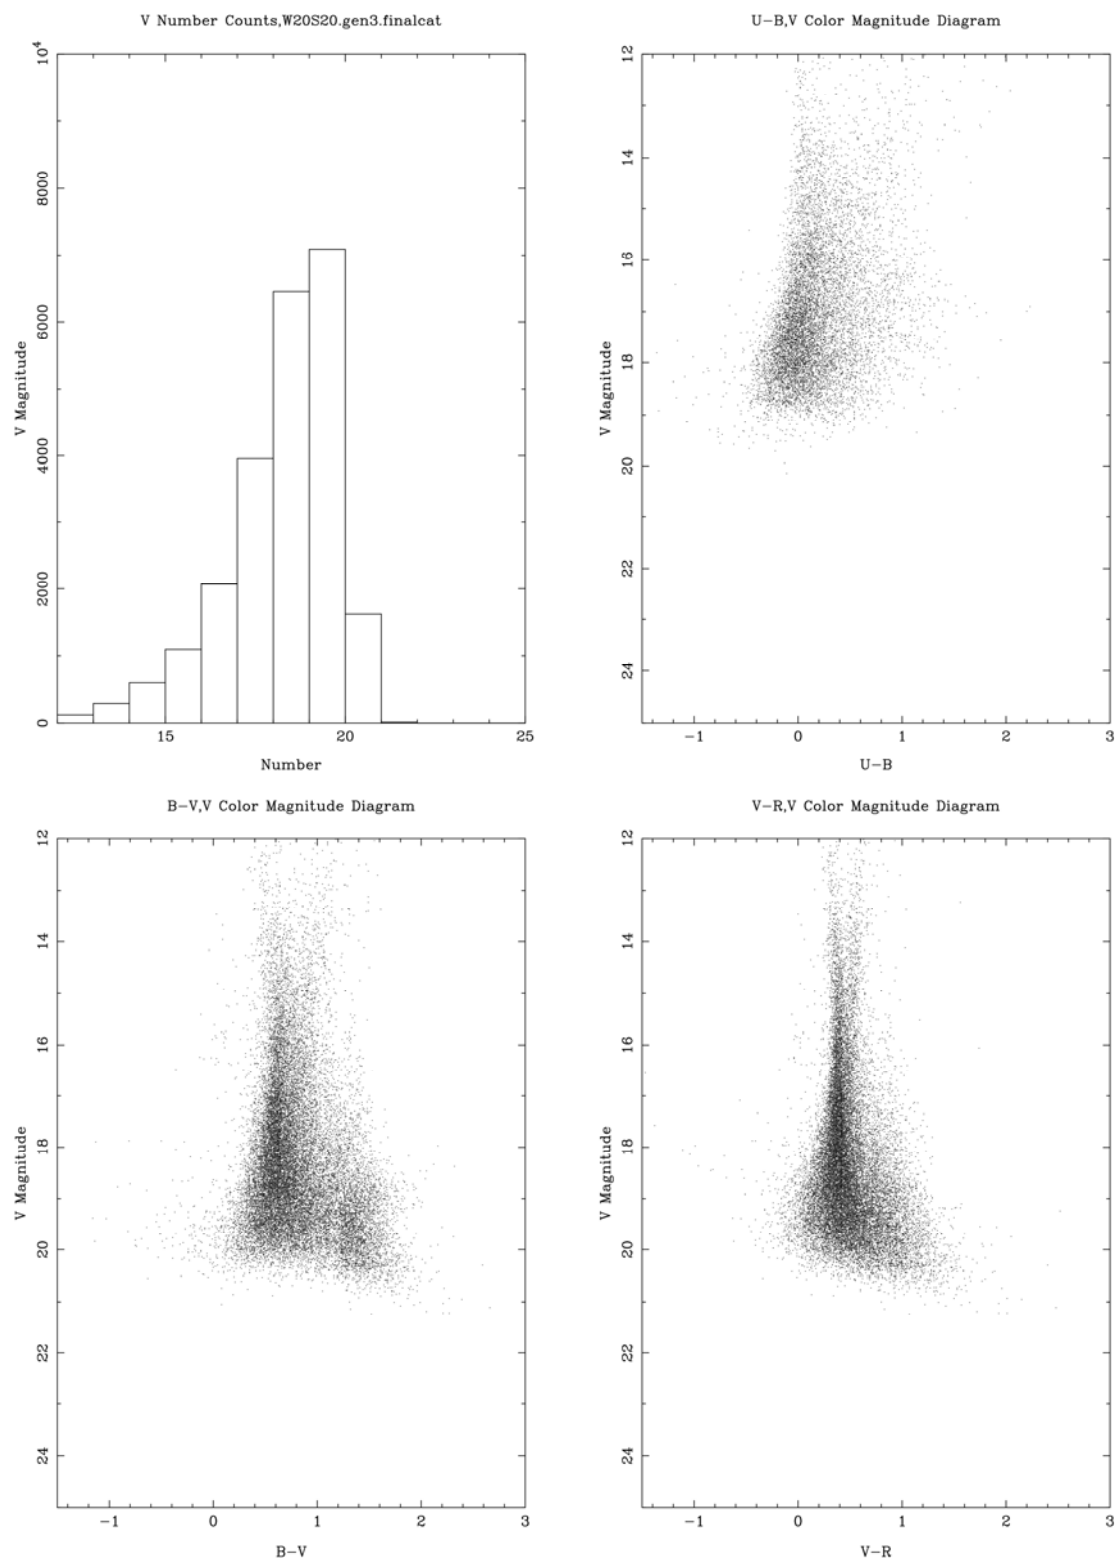 V Number Counts,W20S20.gen3.finalcat
V Magnitude
0
2000
4000
6000
8000
10⁴
15 20 25
Number
U−B,V Color Magnitude Diagram
V Magnitude
12
14
16
18
20
22
24
−1 0 1 2 3
U−B
B−V,V Color Magnitude Diagram
V Magnitude
12
14
16
18
20
22
24
−1 0 1 2 3
B−V
V−R,V Color Magnitude Diagram
V Magnitude
12
14
16
18
20
22
24
−1 0 1 2 3
V−R